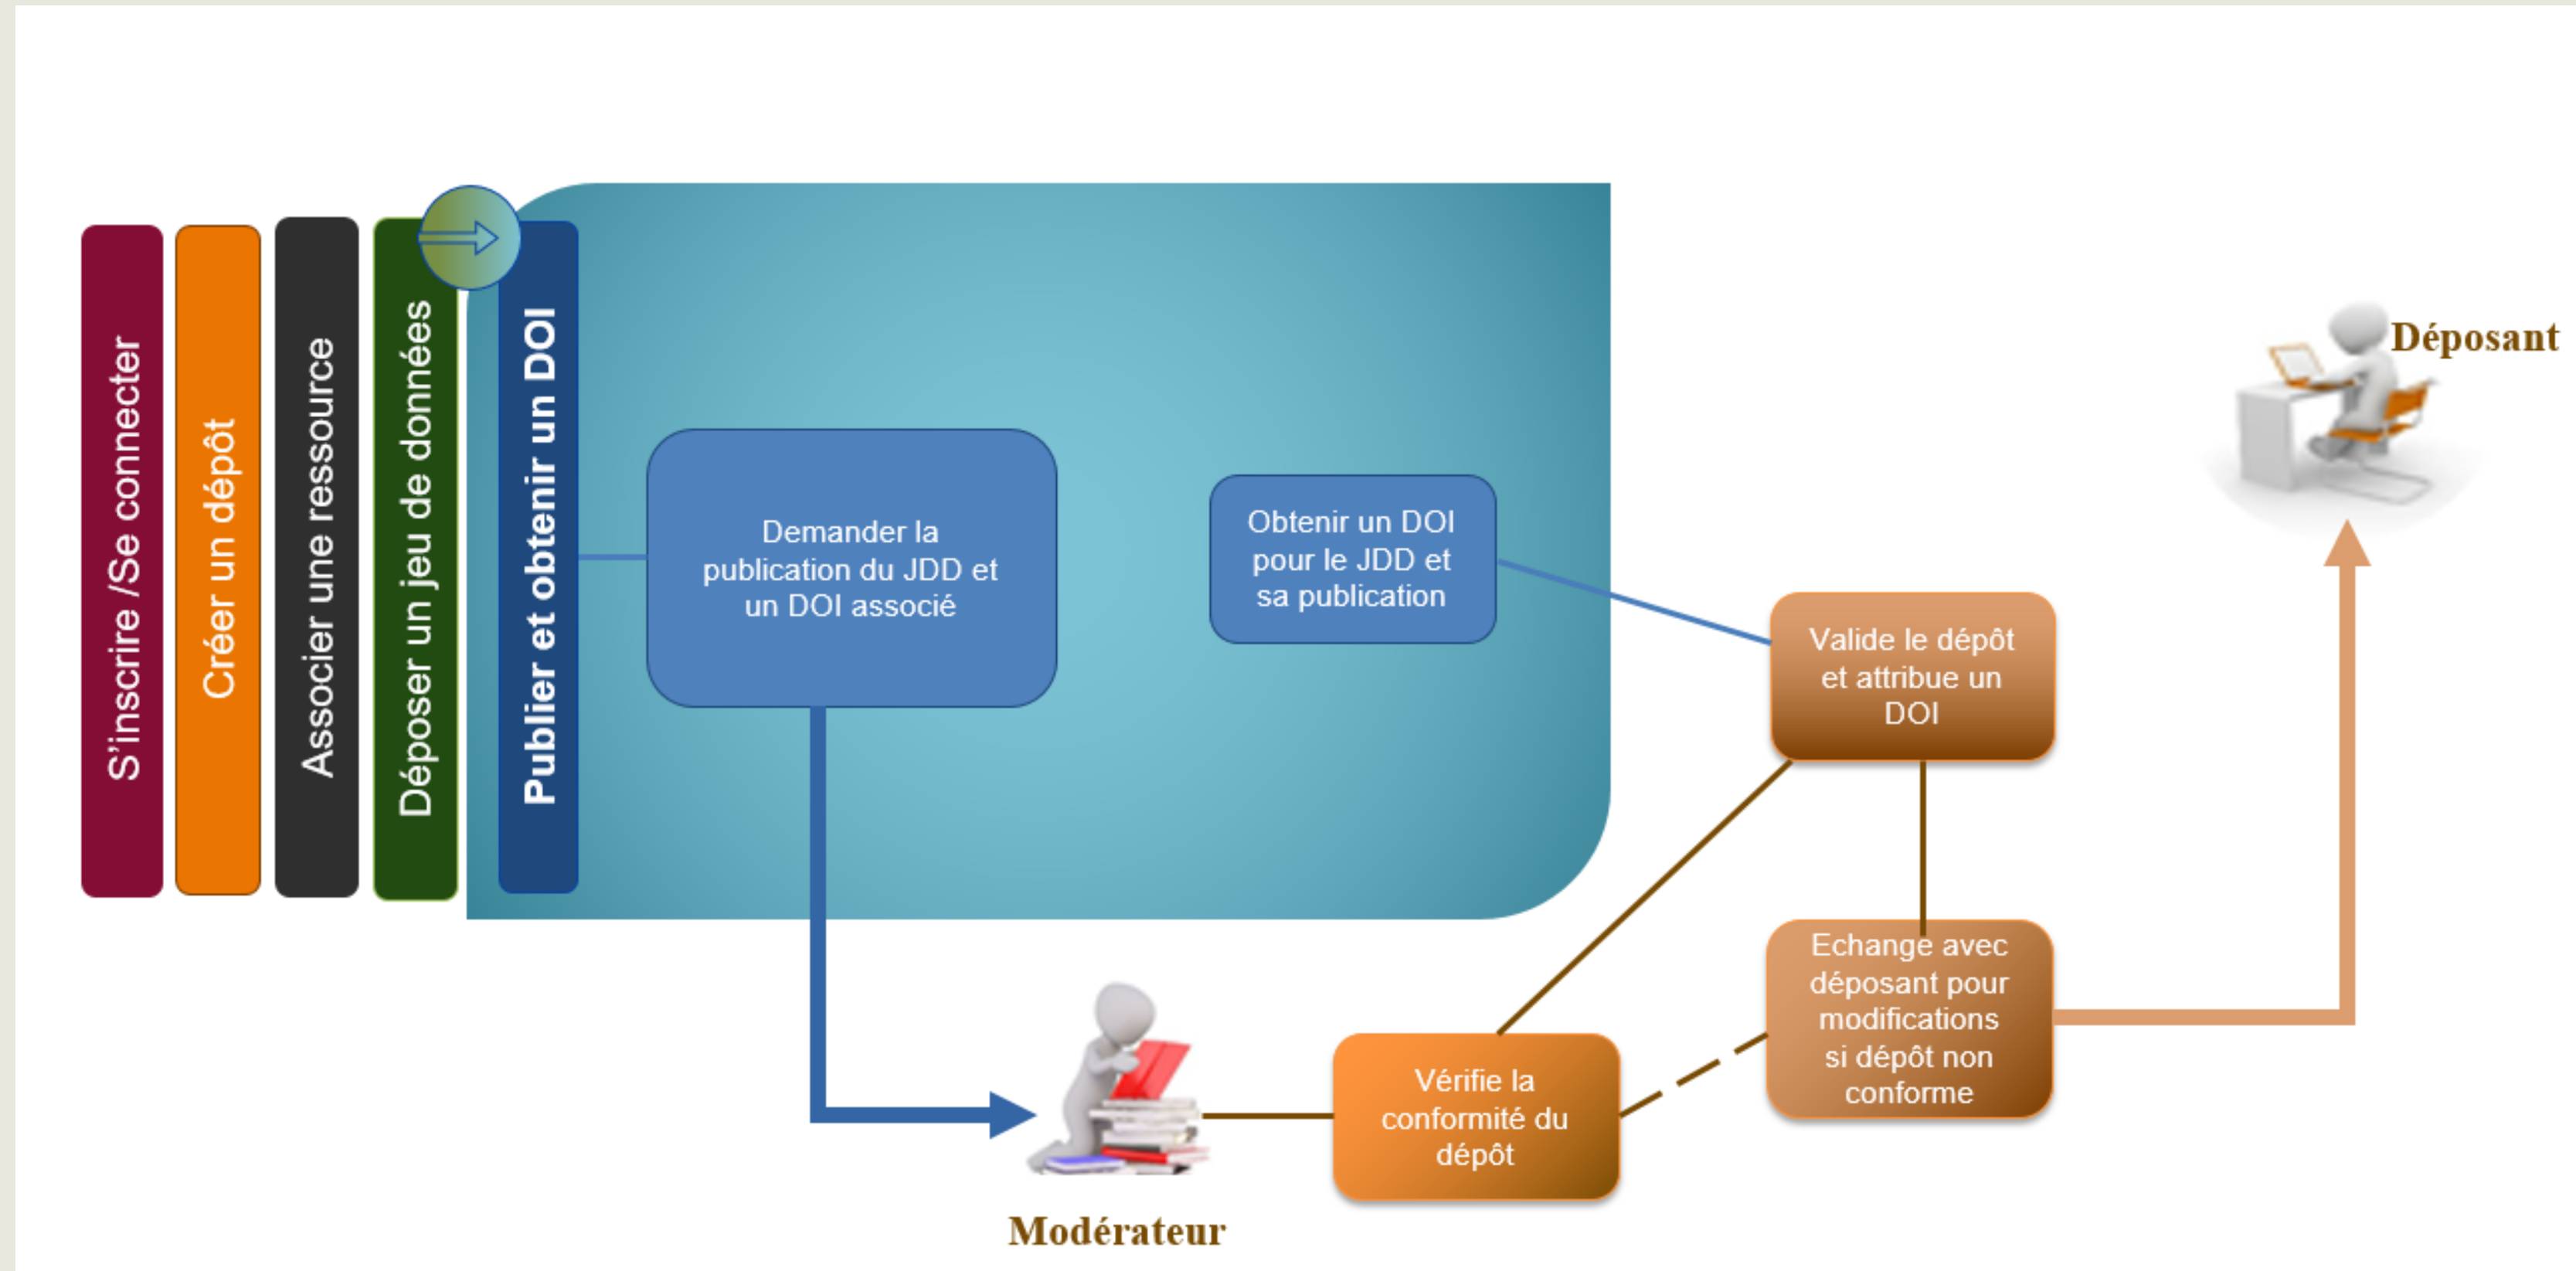 S'inscrire /Se connecter
Créer un dépôt
Associer une ressource
Déposer un jeu de données
Publier et obtenir un DOI
Demander la
publication du JDD et
un DOI associé
Obtenir un DOI
pour le JDD et
sa publication
Déposant
Valide le dépôt
et attribue un
DOI
Echange avec
déposant pour
modifications
si dépôt non
conforme
Vérifie la
conformité du
dépôt
Modérateur